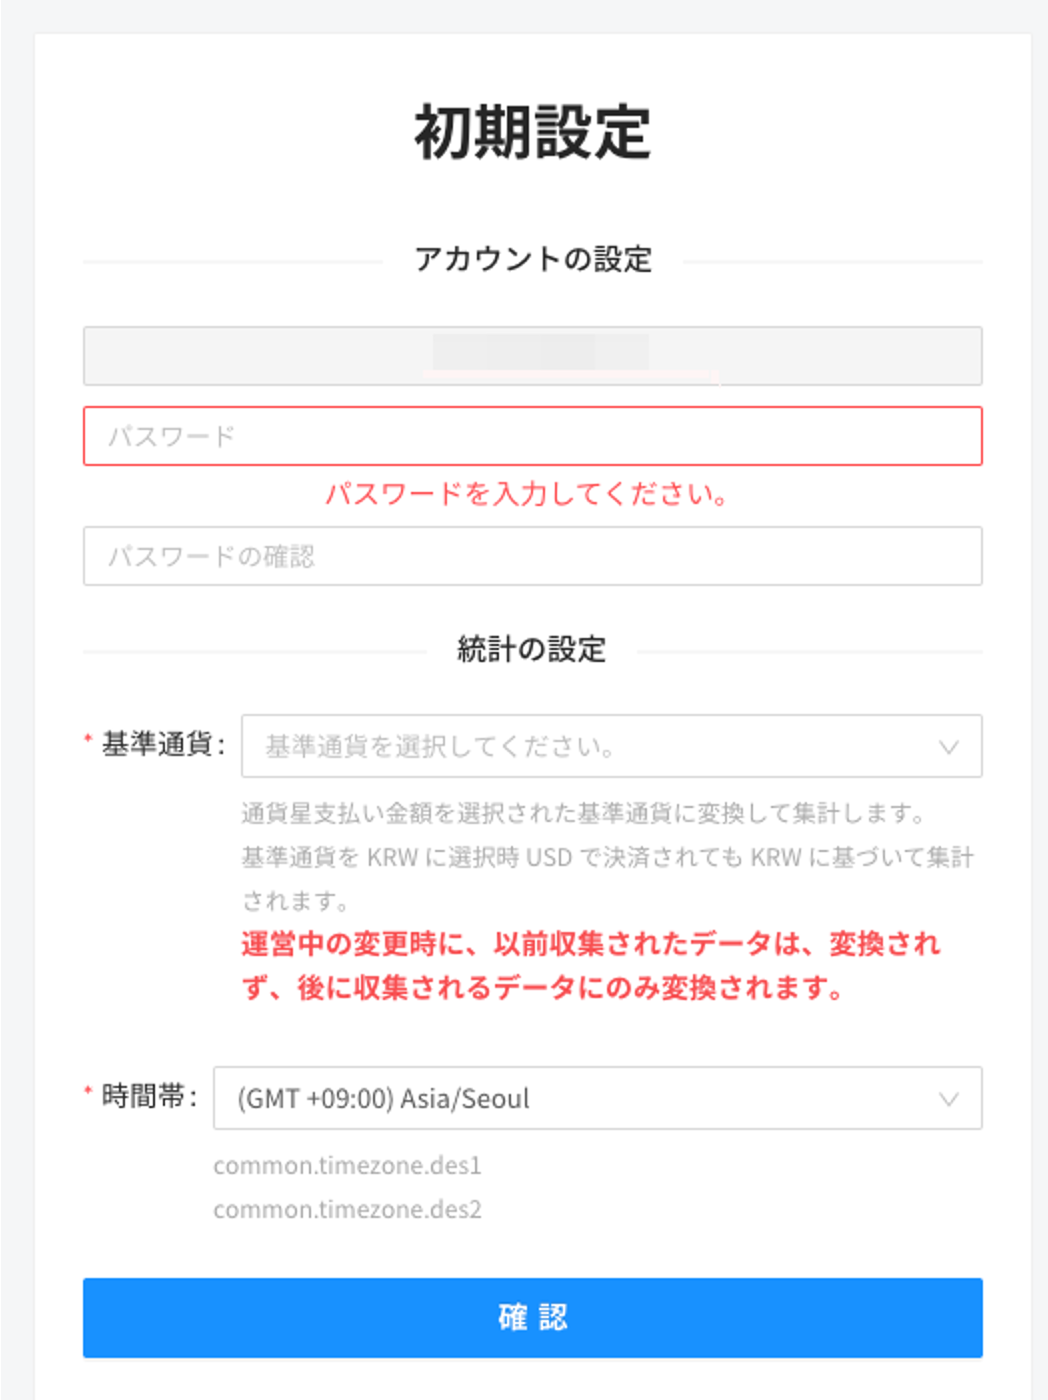 初期設定
アカウントの設定
パスワード
パスワードを入力してください。
パスワードの確認
統計の設定
* 基準通貨:
基準通貨を選択してください。
通貨星支払い金額を選択された基準通貨に変換して集計します。
基準通貨を KRW に選択時 USD で決済されても KRW に基づいて集計
されます。
運営中の変更時に、以前収集されたデータは、変換され
ず、後に収集されるデータにのみ変換されます。
* 時間帯:
(GMT +09:00) Asia/Seoul
common.timezone.des1
common.timezone.des2
確 認